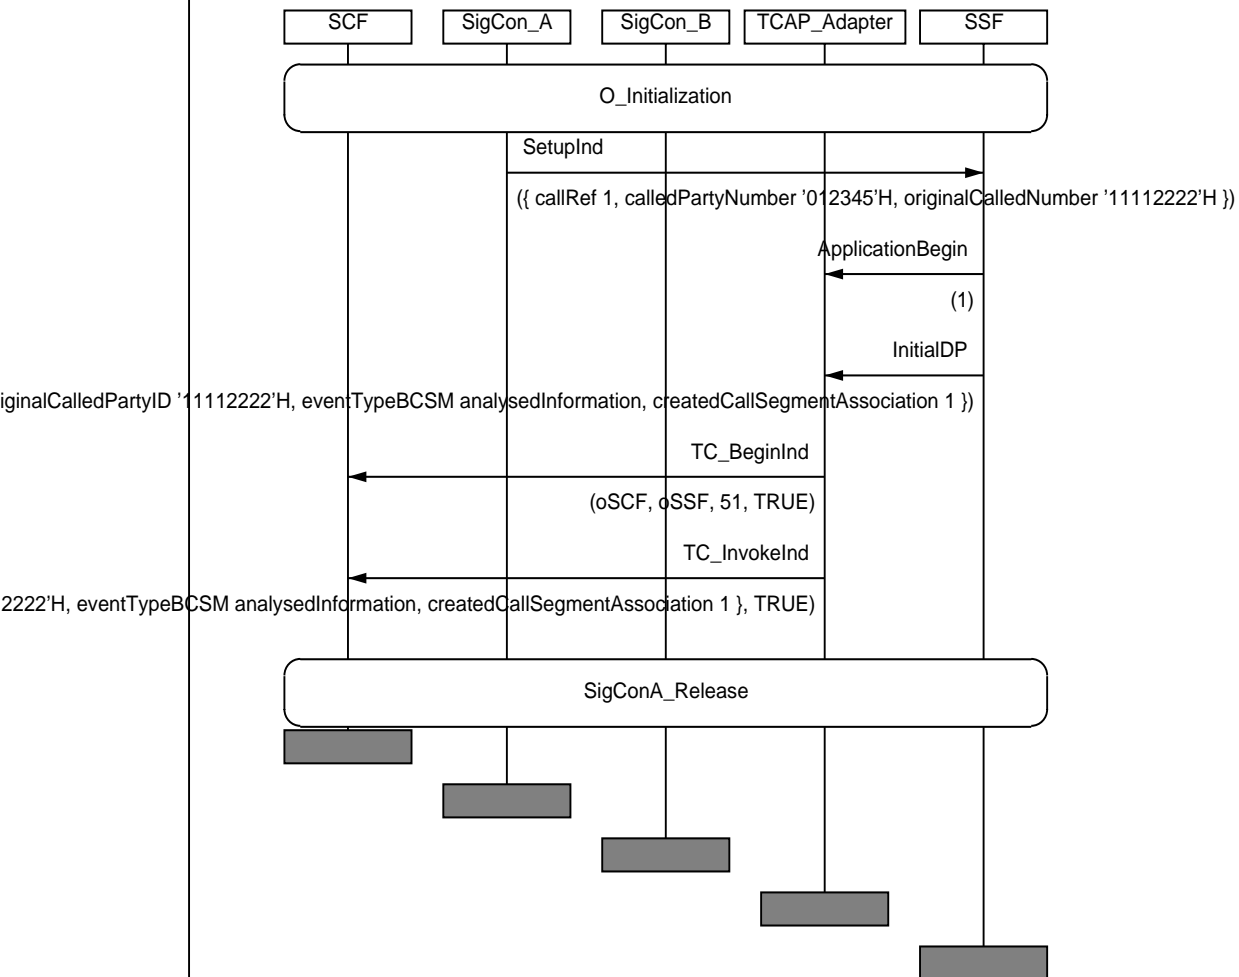 SCF SigCon_A SigCon_B TCAP_Adapter SSF
O_Initialization
SetupInd
({ callRef 1, calledPartyNumber '012345'H, originalCalledNumber '11112222'H })
ApplicationBegin
(1)
InitialDP
iginalCalledPartyID '11112222'H, eventTypeBCSM analysedInformation, createdCallSegmentAssociation 1 })
TC_BeginInd
(oSCF, oSSF, 51, TRUE)
TC_InvokeInd
2222'H, eventTypeBCSM analysedInformation, createdCallSegmentAssociation 1 }, TRUE)
SigConA_Release